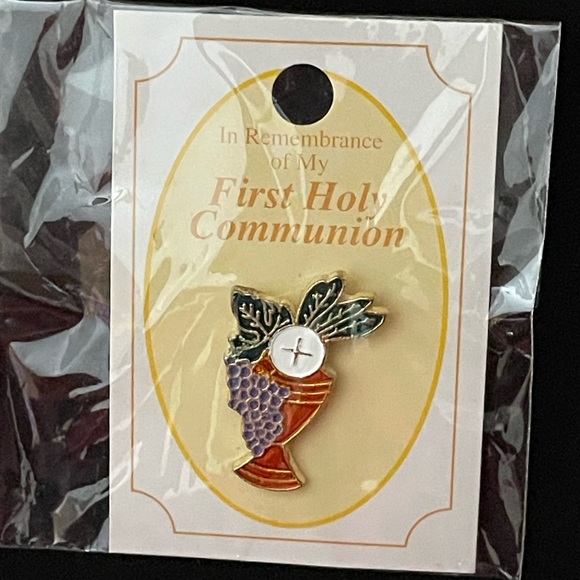 In Remembrance
of My
First Holy
Communion